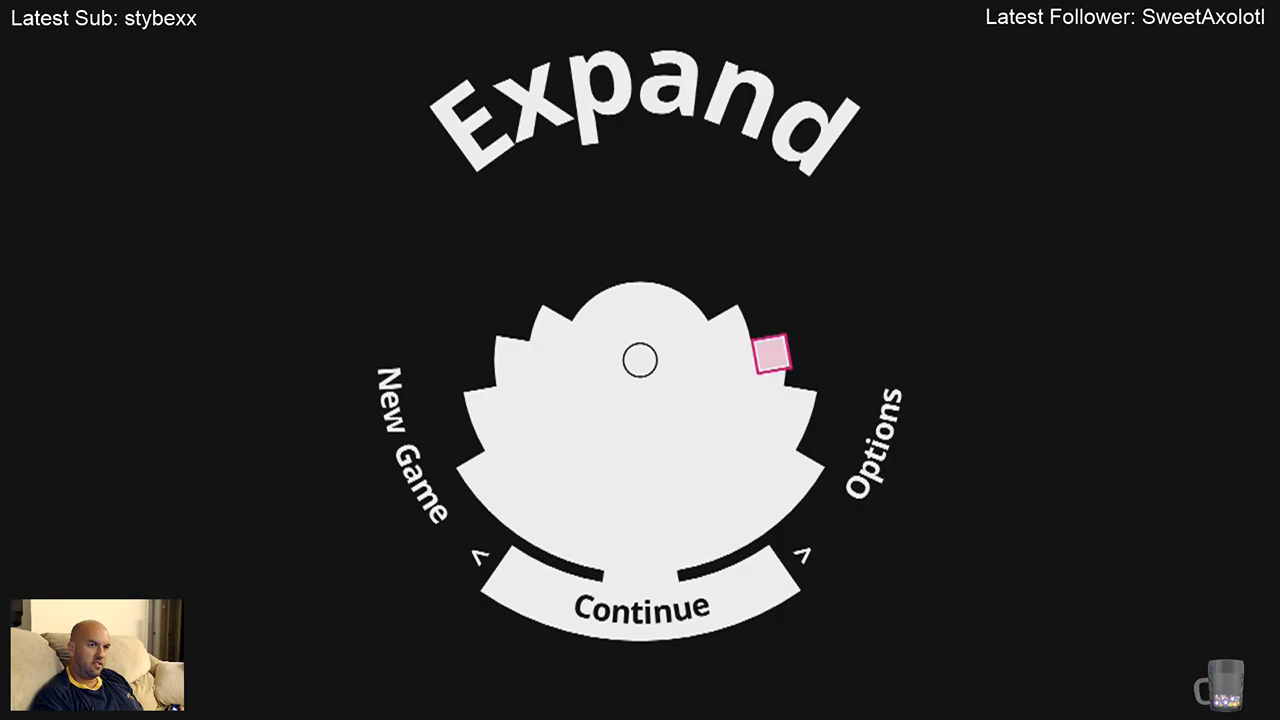 Latest Sub: stybexx
Latest Follower: SweetAxolotl
Expand
New Game
Options
< >
Continue